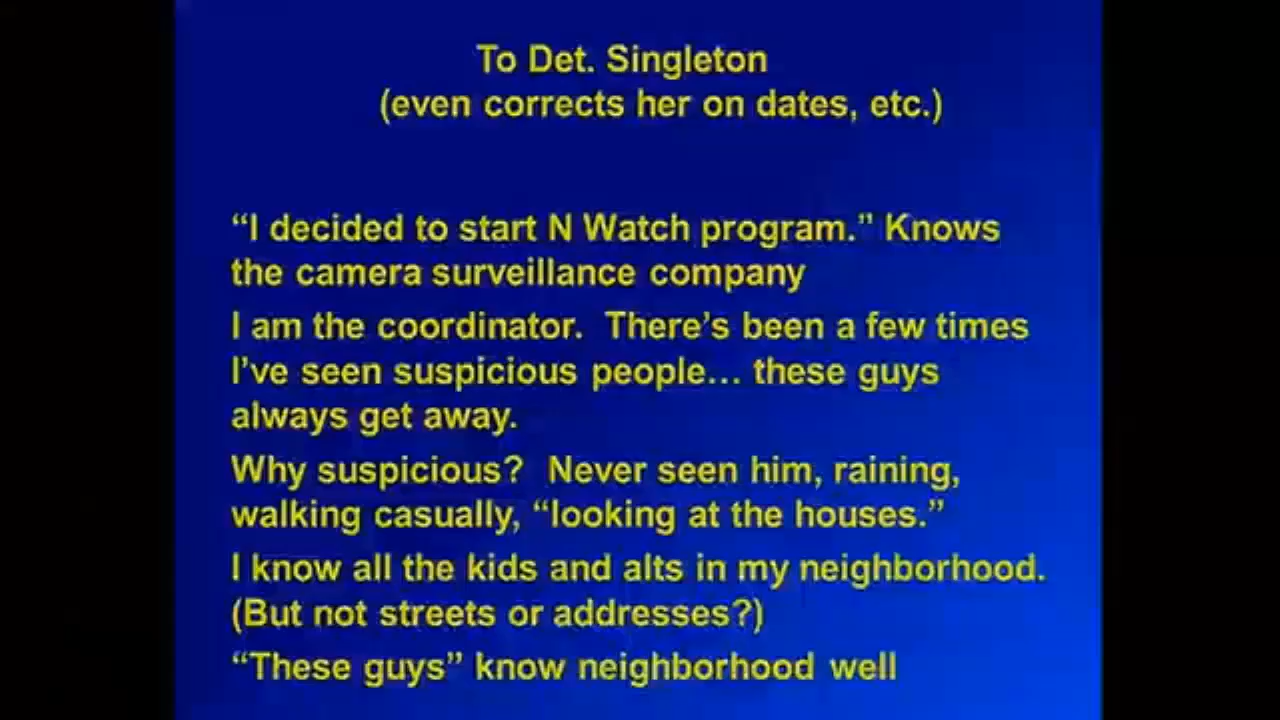 To Det. Singleton
(even corrects her on dates, etc.)
“I decided to start N Watch program.” Knows
the camera surveillance company
I am the coordinator.  There’s been a few times
I’ve seen suspicious people… these guys
always get away.
Why suspicious?  Never seen him, raining,
walking casually, “looking at the houses.”
I know all the kids and alts in my neighborhood.
(But not streets or addresses?)
“These guys” know neighborhood well